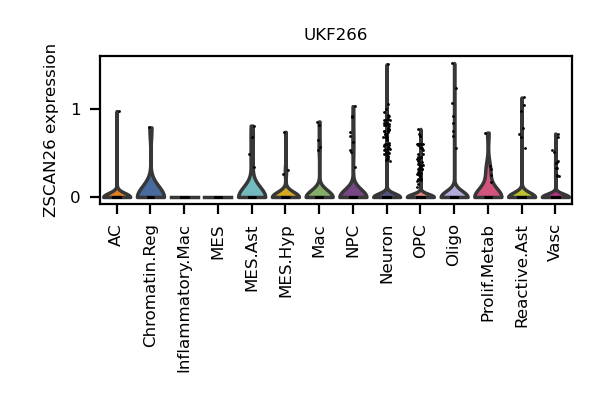 UKF266
ZSCAN26 expression
1
0
AC
Chromatin.Reg
Inflammatory.Mac
MES
MES.Ast
MES.Hyp
Mac
NPC
Neuron
OPC
Oligo
Prolif.Metab
Reactive.Ast
Vasc